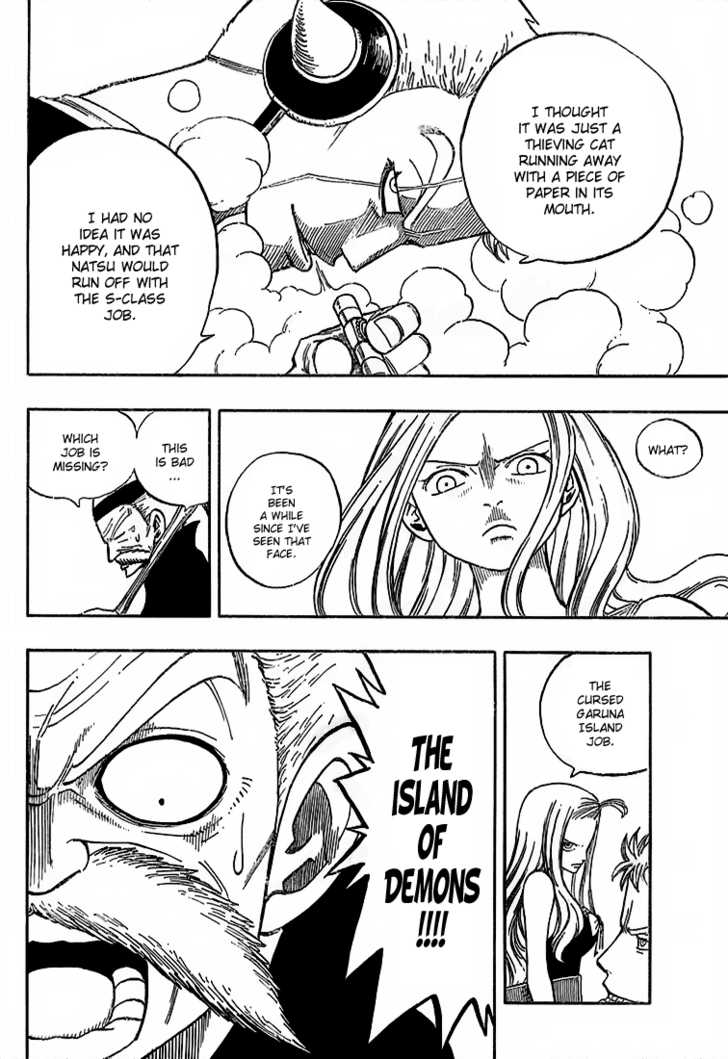 I THOUGHT
IT WAS JUST A
THIEVING CAT
RUNNING AWAY
WITH A PIECE OF
PAPER IN ITS
MOUTH.
I HAD NO
IDEA IT WAS
HAPPY, AND THAT
NATSU WOULD
RUN OFF WITH
THE S-CLASS
JOB.
WHAT?
IT'S
BEEN
A WHILE
SINCE I'VE
SEEN THAT
FACE.
THIS
IS BAD
...
WHICH
JOB IS
MISSING?
THE
CURSED
GARUNA
ISLAND
JOB.
THE
ISLAND
OF
DEMONS
!!!!